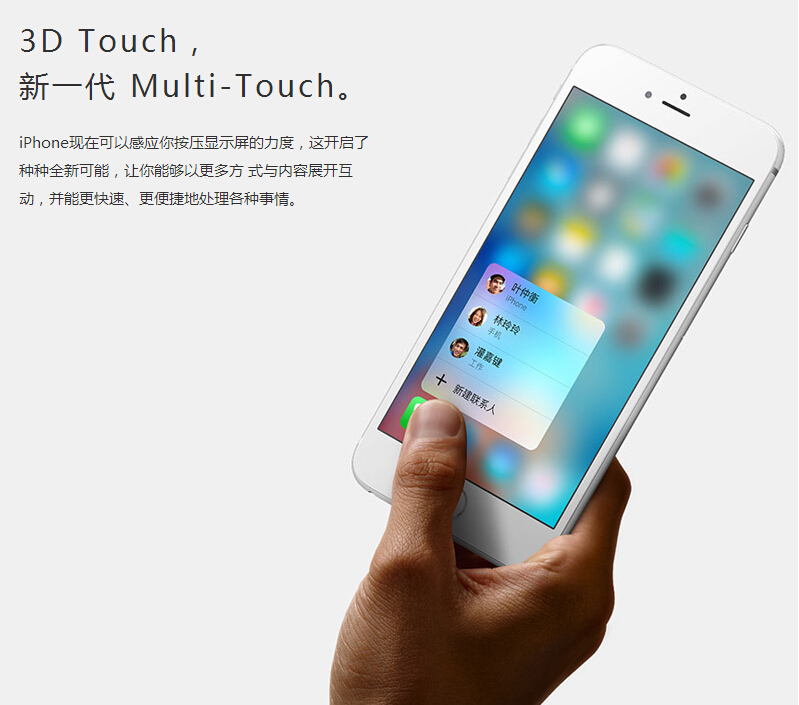 3D Touch，
新一代 Multi-Touch。
iPhone现在可以感应你按压显示屏的力度，这开启了
种种全新可能，让你能够以更多方 式与内容展开互
动，并能更快速、更便捷地处理各种事情。
叶仲衡
iPhone
林玲玲
手机
灌嘉键
工作
新建联系人